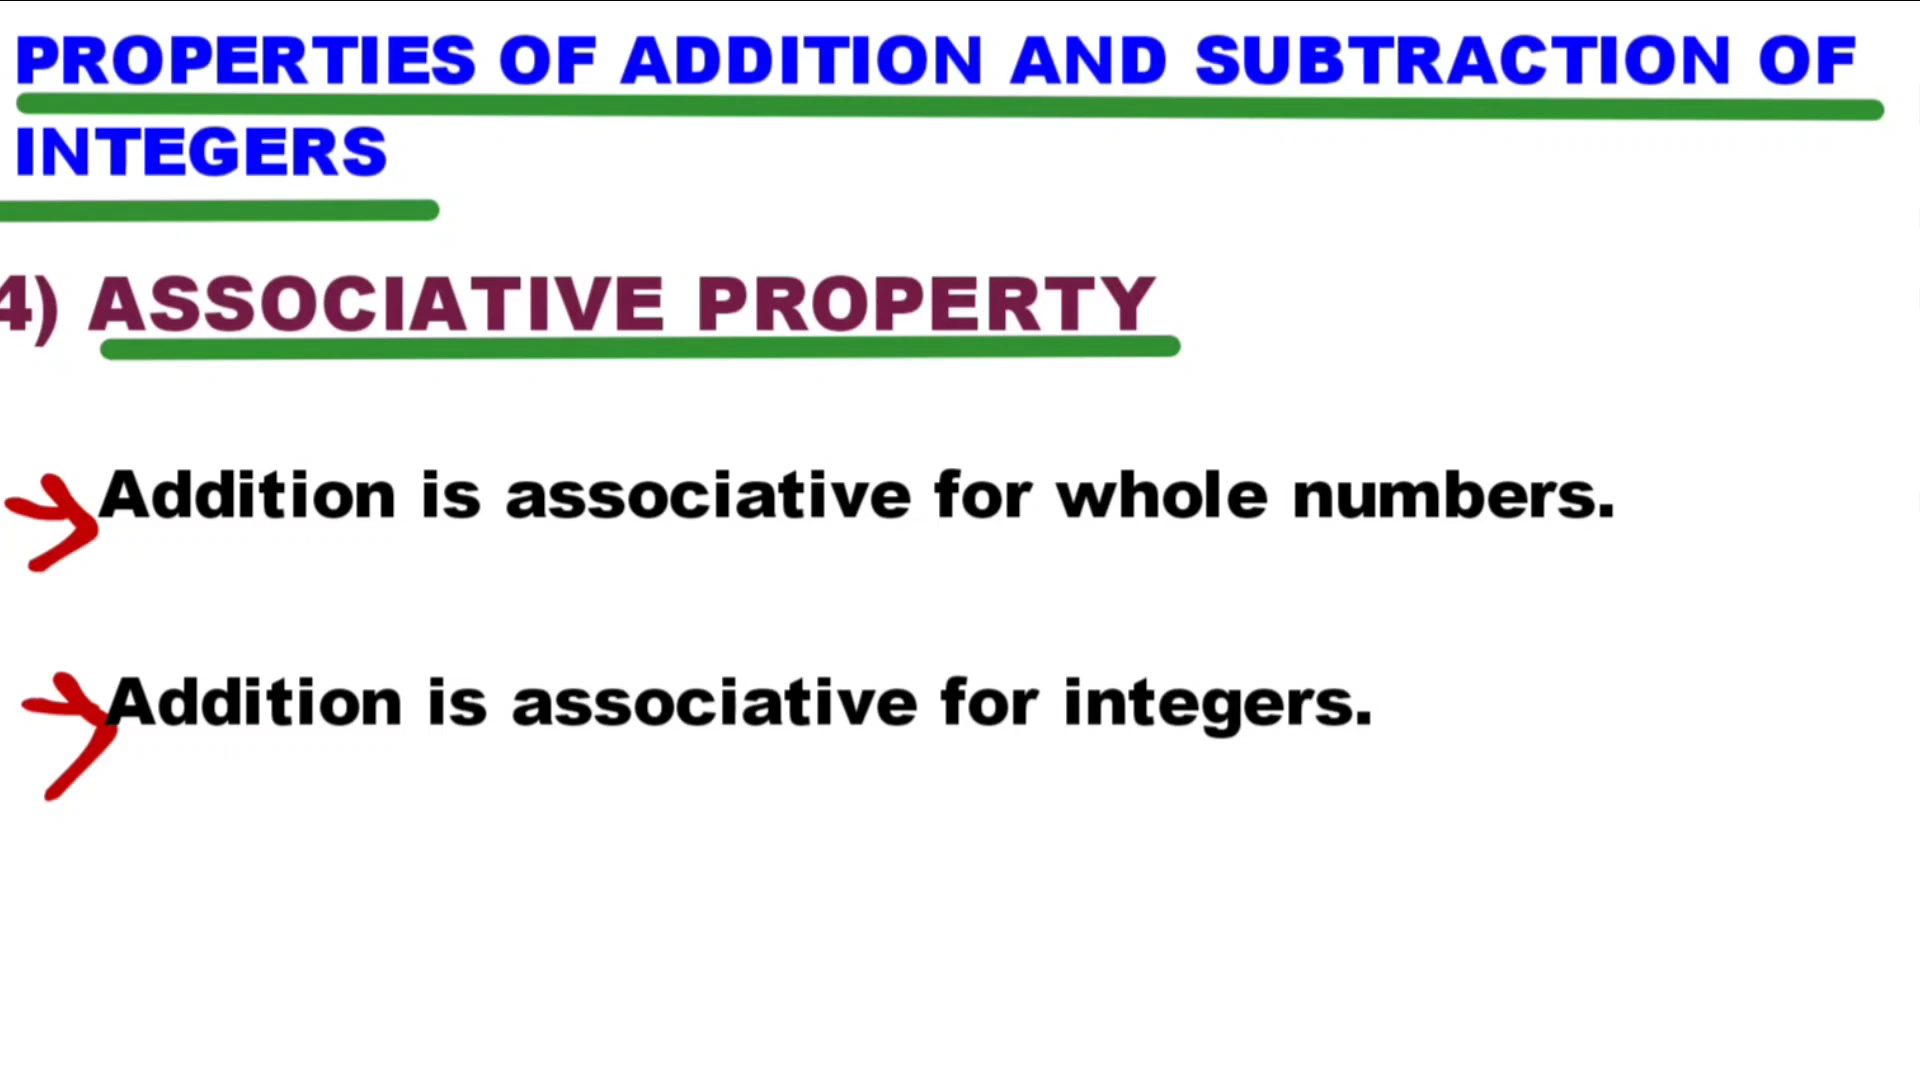 PROPERTIES OF ADDITION AND SUBTRACTION OF
INTEGERS
4) ASSOCIATIVE PROPERTY
Addition is associative for whole numbers.
Addition is associative for integers.